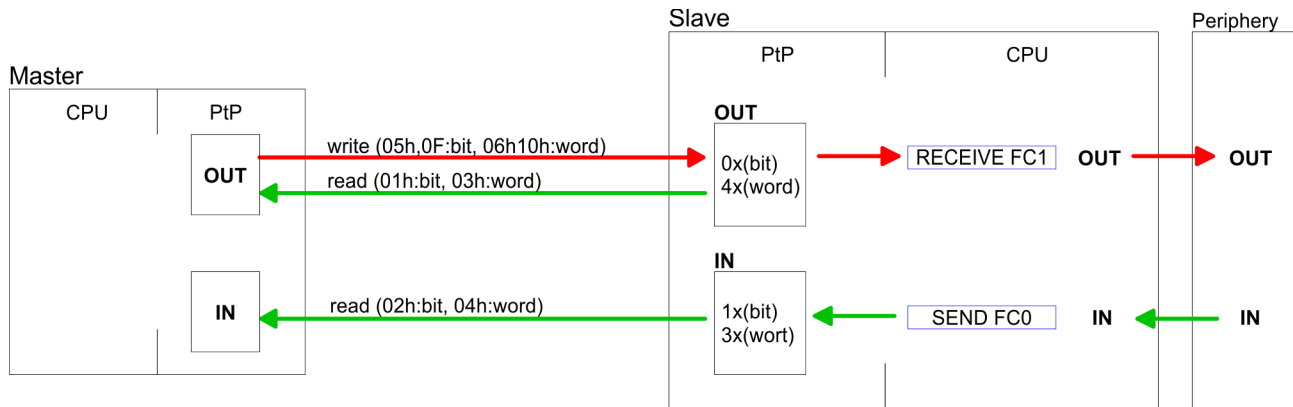 Slave
Periphery
PtP
CPU
Master
CPU
PtP
OUT
write (05h,0F:bit, 06h10h:word)
OUT
0x(bit)
RECEIVE FC1
OUT
OUT
read (01h:bit, 03h:word)
4x(word)
IN
read (02h:bit, 04h:word)
IN
1x(bit)
SEND FC0
IN
IN
3x(wort)